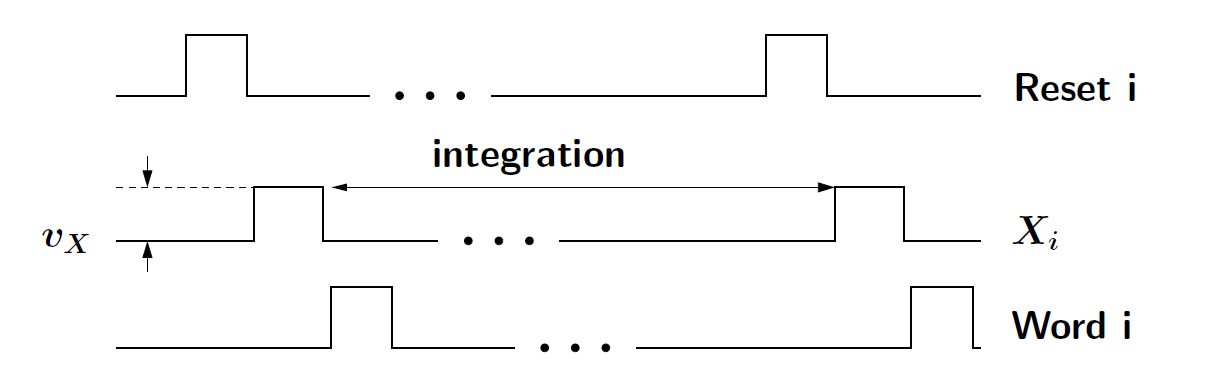 Reset i
integration
v_X
X_i
Word i